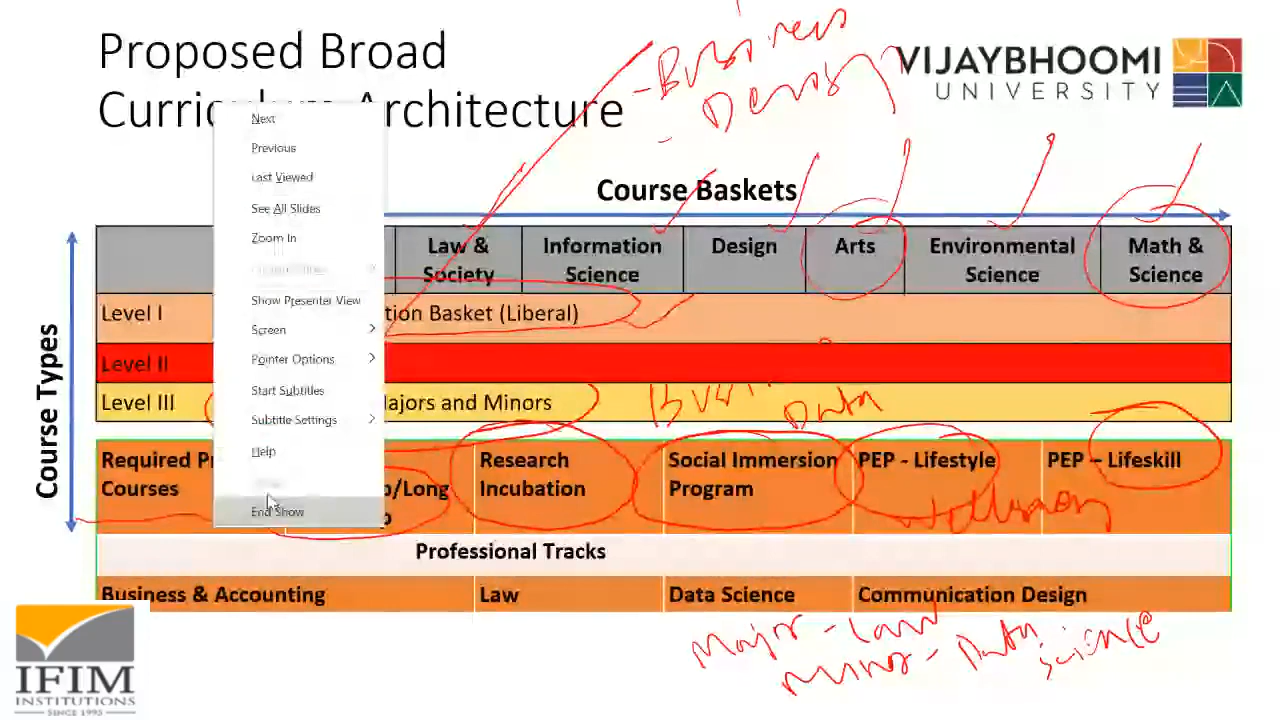 Proposed Broad
Curric Architecture
- Business
- Design
VIJAYBHOOMI
UNIVERSITY
Next
Previous
Last Viewed
See All Slides
Zoom In
Show Presenter View
Screen
Pointer Options
Start Subtitles
Subtitle Settings
Help
End Show
Course Baskets
Course Types
Law & Society
Information Science
Design
Arts
Environmental Science
Math & Science
Level I
tion Basket (Liberal)
Level II
Level III
ajors and Minors
Data
Required Pr
Courses
o/Long
p
Research Incubation
Social Immersion Program
PEP - Lifestyle
PEP – Lifeskill
Professional Tracks
Business & Accounting
Law
Data Science
Communication Design
Major - Law
Minor - Data Science
IFIM
INSTITUTIONS
SINCE 1995